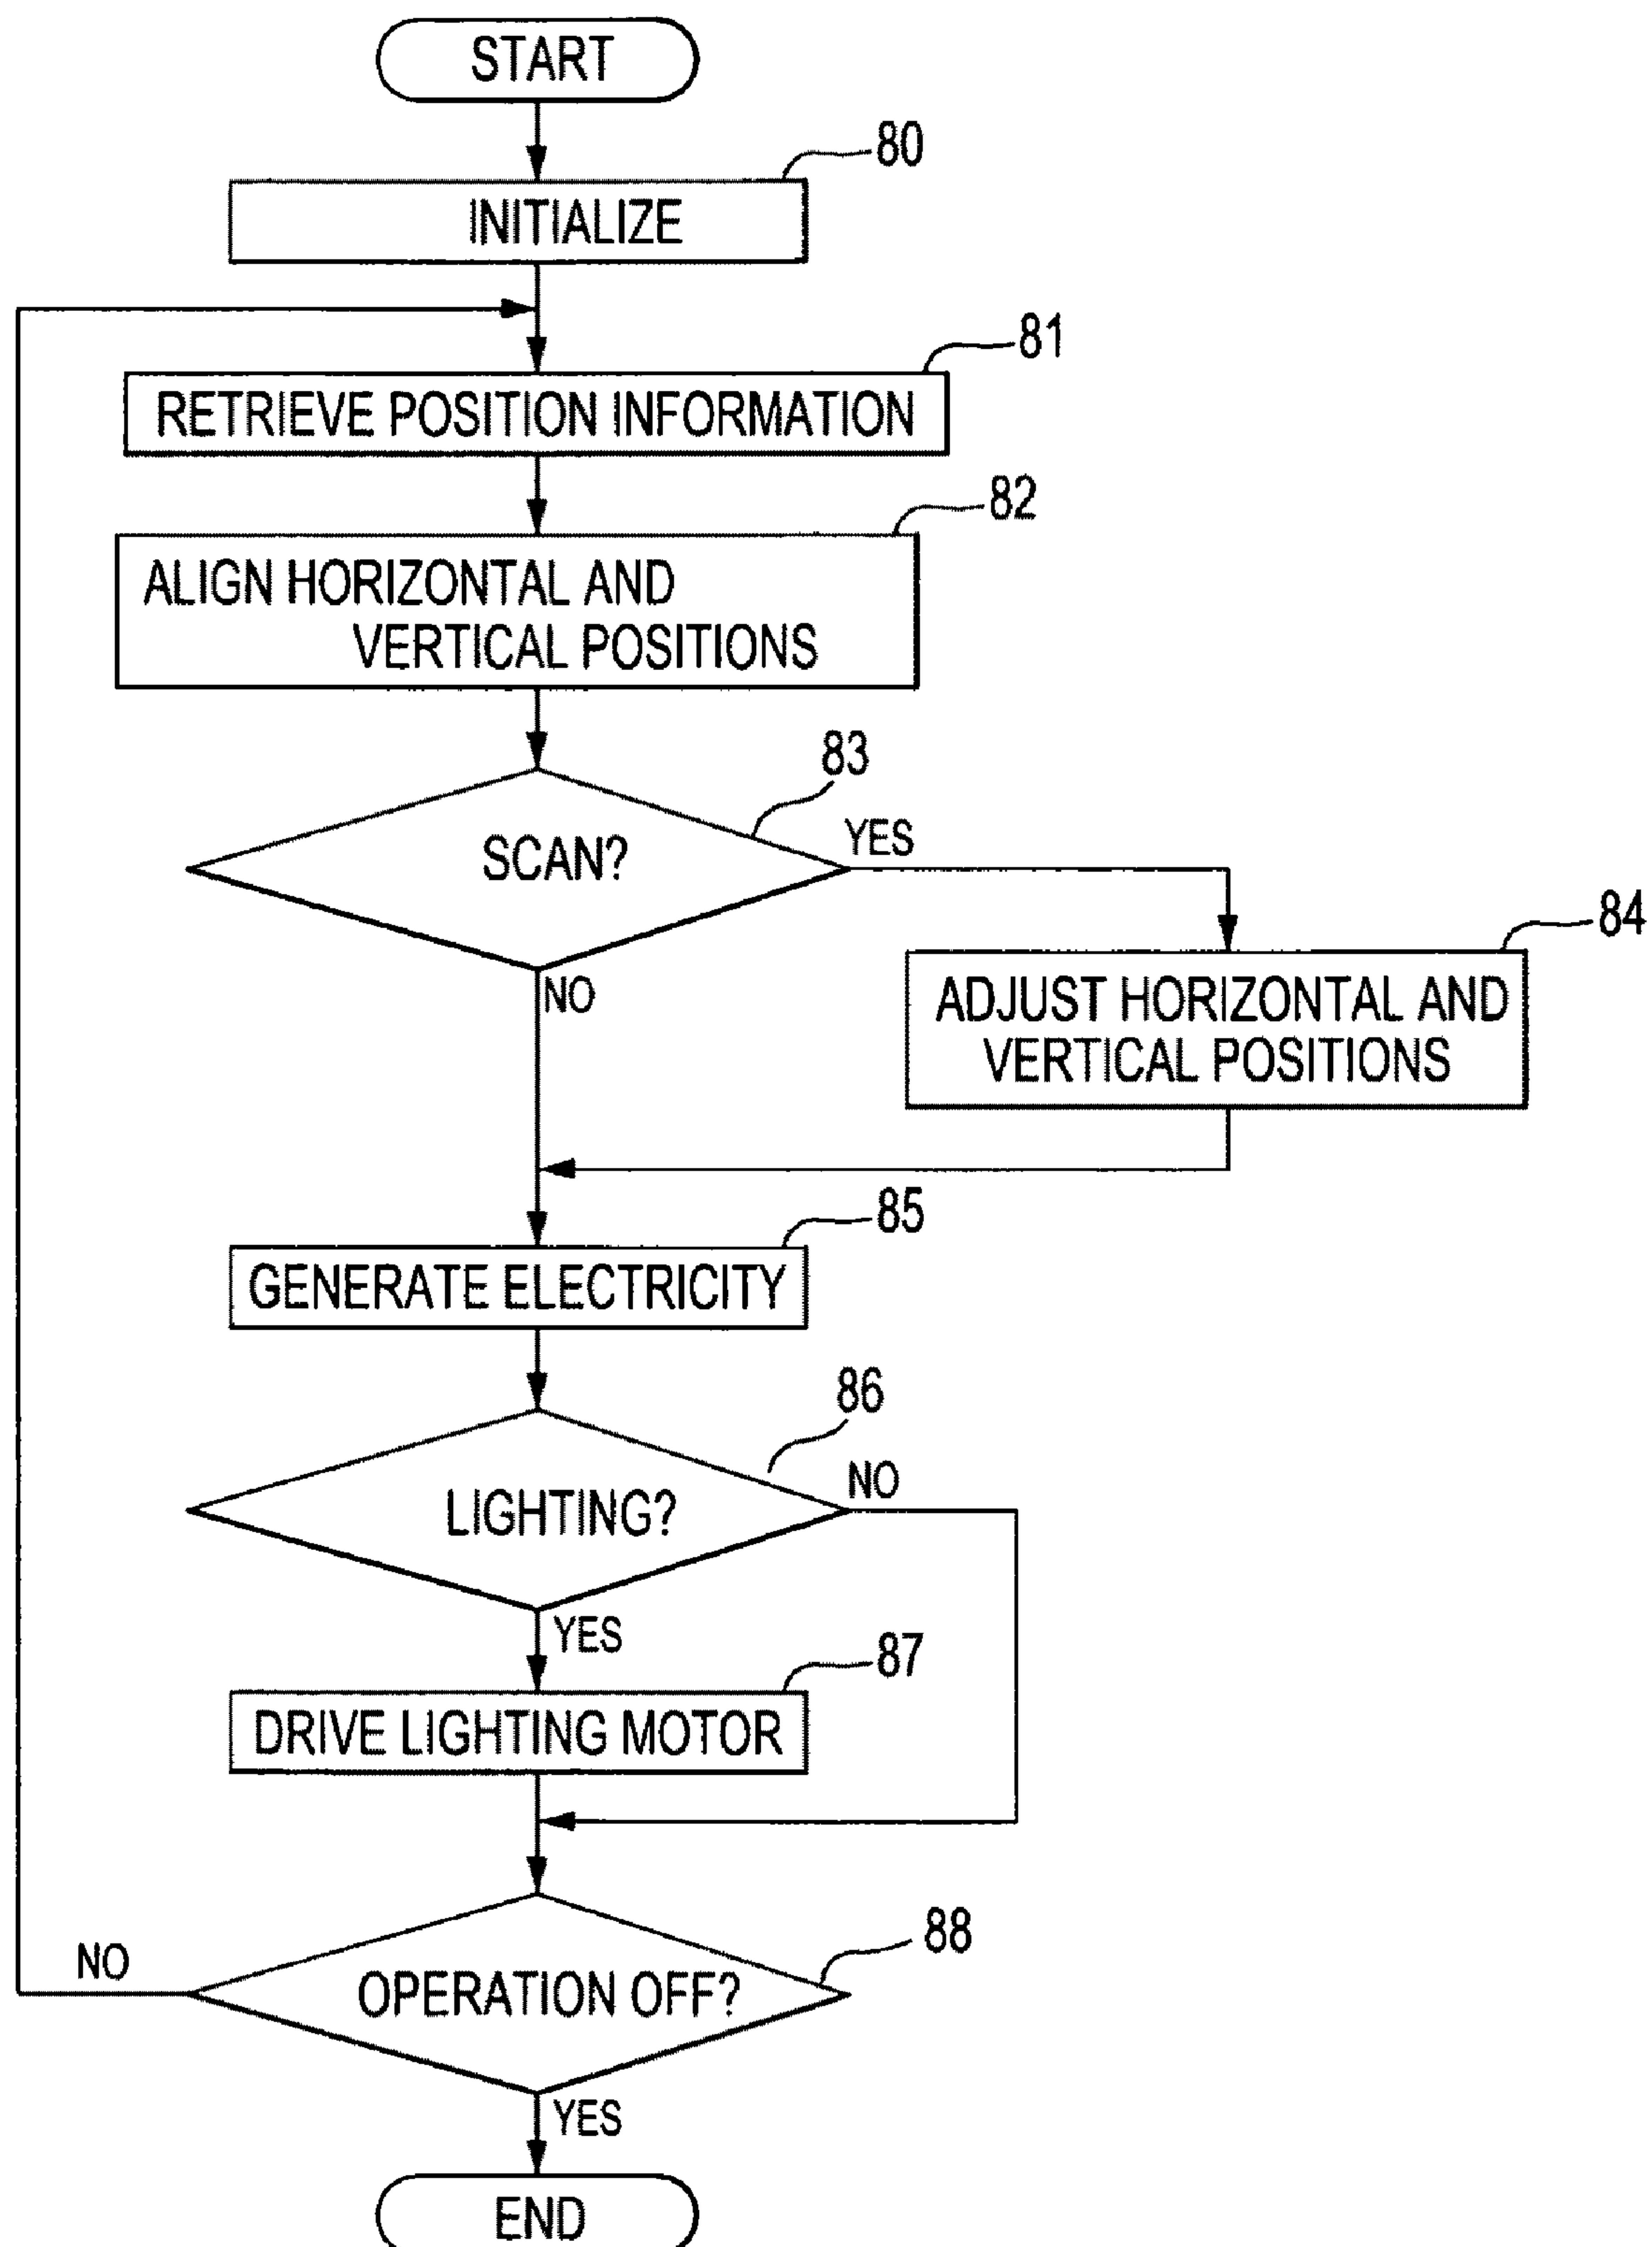 START
80
INITIALIZE
81
RETRIEVE POSITION INFORMATION
82
ALIGN HORIZONTAL AND
VERTICAL POSITIONS
83
SCAN?
YES
NO
84
ADJUST HORIZONTAL AND
VERTICAL POSITIONS
85
GENERATE ELECTRICITY
86
LIGHTING?
NO
YES
87
DRIVE LIGHTING MOTOR
88
OPERATION OFF?
NO
YES
END